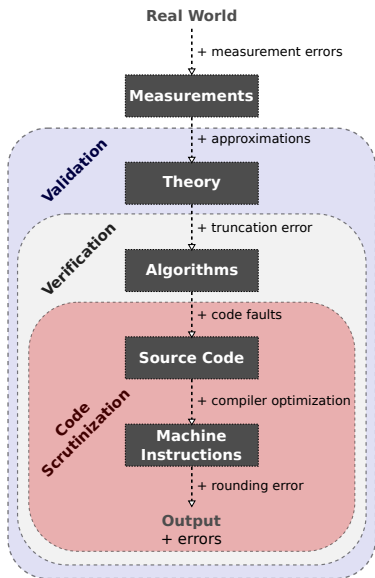 Real World
+ measurement errors
Measurements
+ approximations
Validation
Theory
+ truncation error
Verification
Algorithms
+ code faults
Source Code
+ compiler optimization
Code
Scrutinization
Machine
Instructions
+ rounding error
Output
+ errors